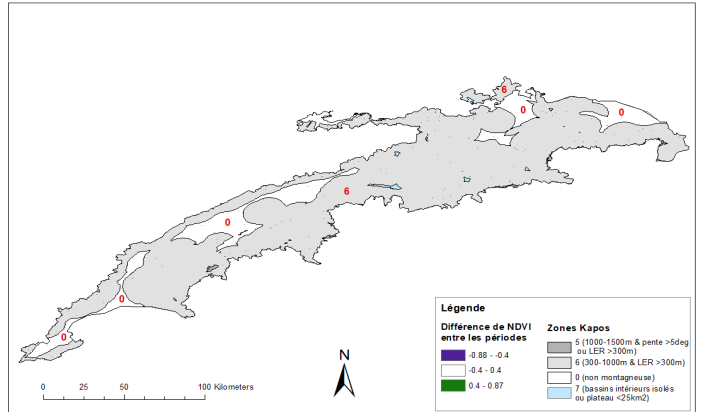 6
0
0
6
0
0
0
N
0 25 50 100 Kilometers
Légende
Différence de NDVI
entre les périodes
-0.88 - -0.4
-0.4 - 0.4
0.4 - 0.87
Zones Kapos
5 (1000-1500m & pente >5deg
ou LER >300m)
6 (300-1000m & LER >300m)
0 (non montagneuse)
7 (bassins intérieurs isolés
ou plateau <25km2)